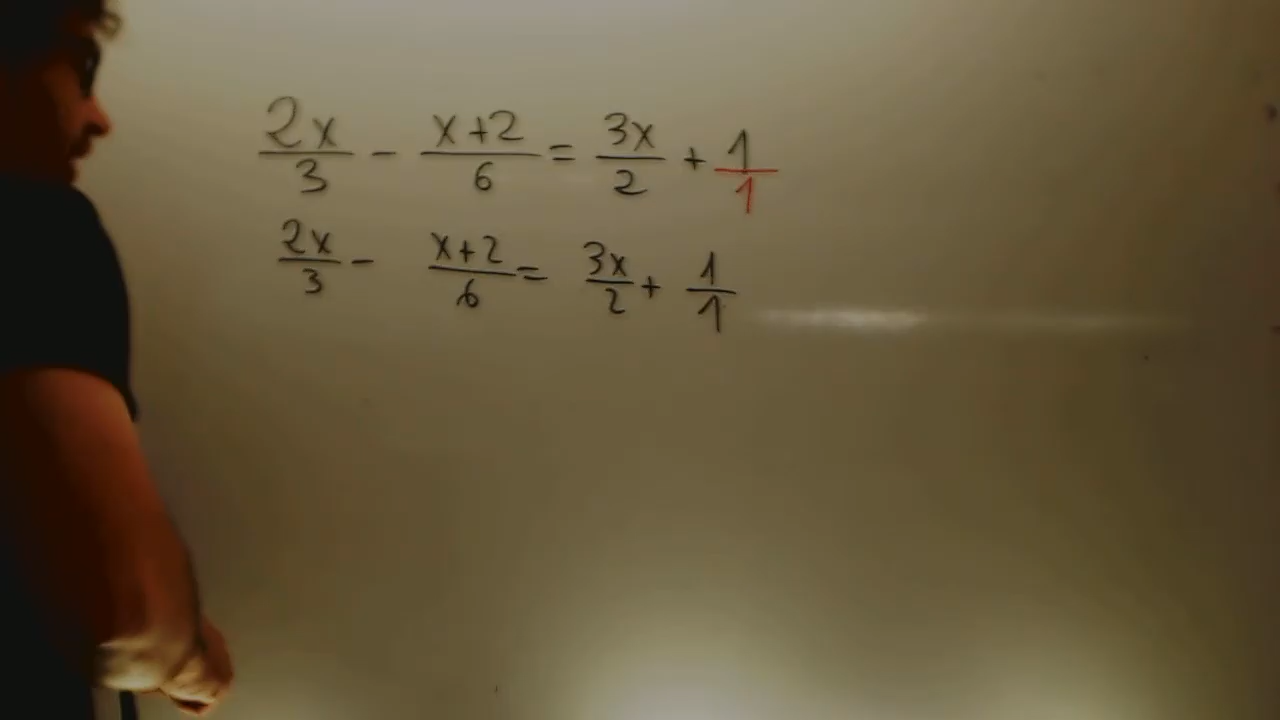 2x/3 - x+2/6 = 3x/2 + 1/1
2x/3 - x+2/6 = 3x/2 + 1/1